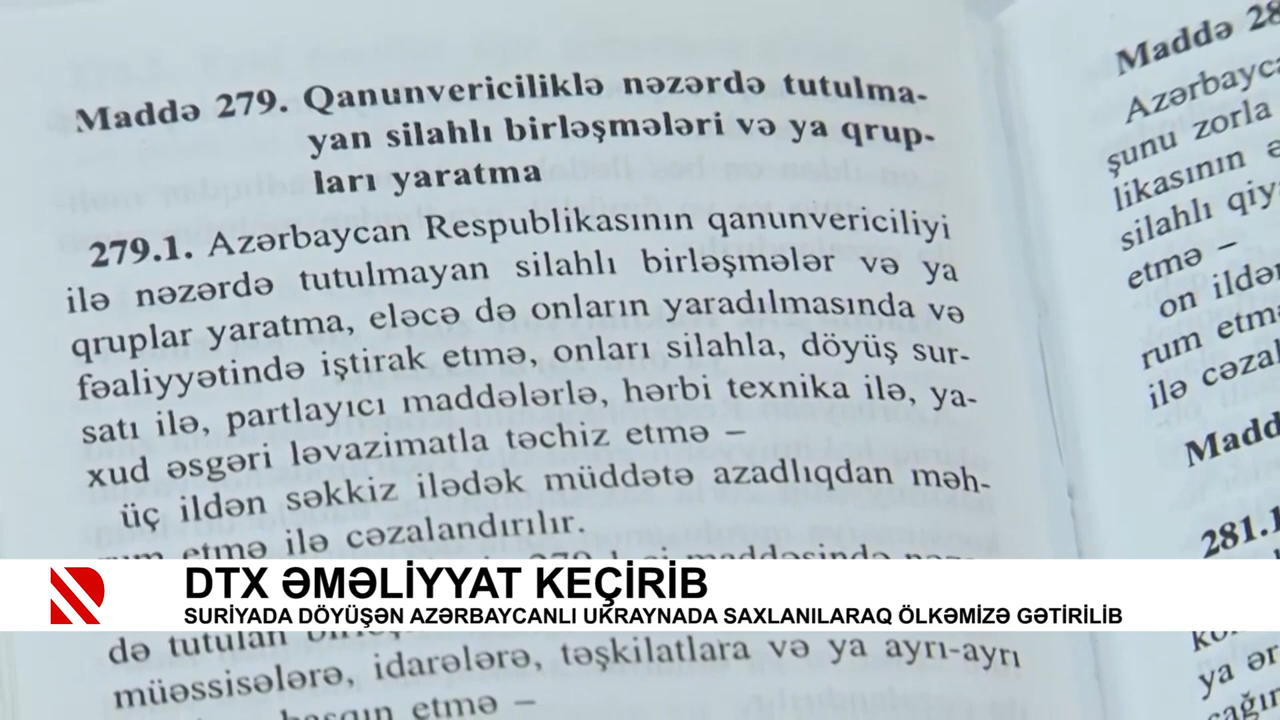 Maddə 279. Qanunvericiliklə nəzərdə tutulma-
yan silahlı birləşmələri və ya qrup-
ları yaratma
279.1. Azərbaycan Respublikasının qanunvericiliyi
ilə nəzərdə tutulmayan silahlı birləşmələr və ya
qruplar yaratma, eləcə də onların yaradılmasında və
fəaliyyətində iştirak etmə, onları silahla, döyüş sur-
satı ilə, partlayıcı maddələrlə, hərbi texnika ilə, ya-
xud əsgəri ləvazimatla təchiz etmə –
üç ildən səkkiz ilədək müddətə azadlıqdan məh-
rum etmə ilə cəzalandırılır.
DTX ƏMƏLİYYAT KEÇİRİB
SURİYADA DÖYÜŞƏN AZƏRBAYCANLI UKRAYNADA SAXLANILARAQ ÖLKƏMİZƏ GƏTİRİLİB
də tutulan
müəssisələrə, idarələrə, təşkilatlara və ya ayrı-ayrı
etmə –
Maddə 28
Azərbayca
şunu zorla
likasının ə
silahlı qiy
etmə –
on ildən
rum etmə
ilə cəzal
Madd
281.1
ya ər